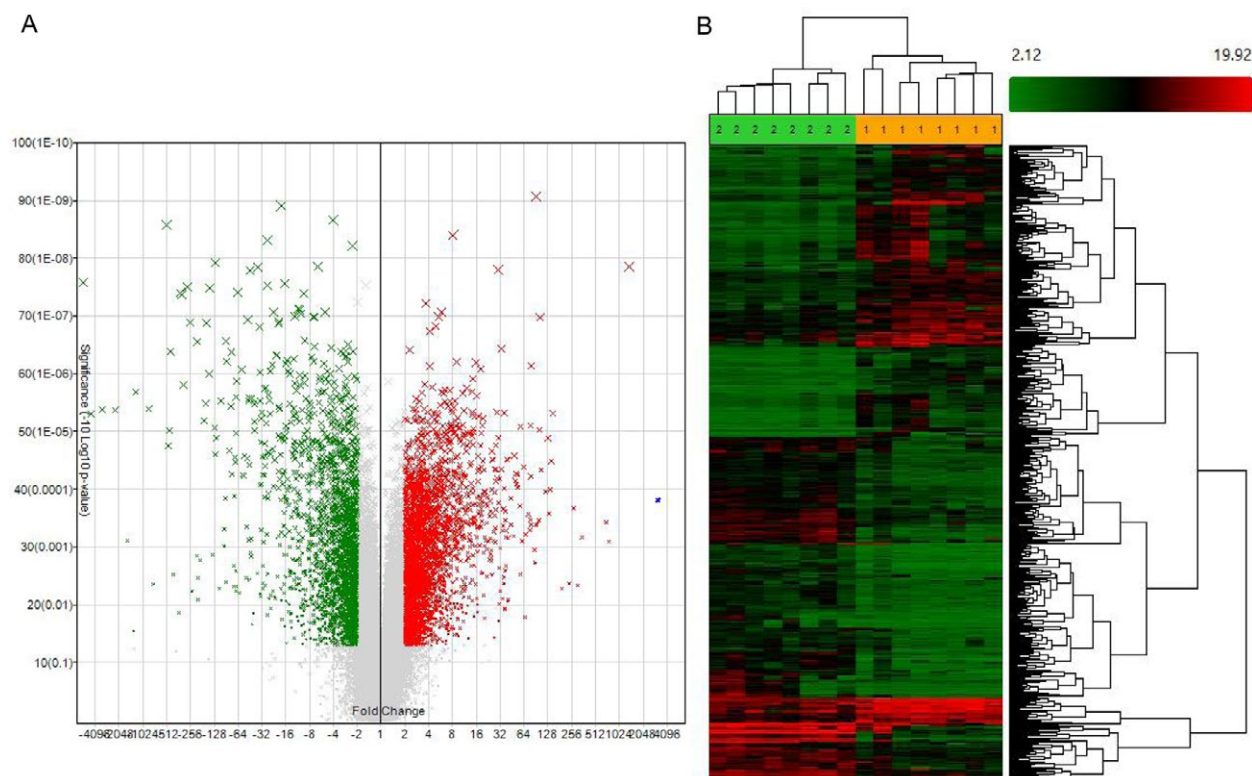 A
B
2.12 19.92
2 2 2 2 2 2 2 2 1 1 1 1 1 1 1 1
100(1E-10)
90(1E-09)
80(1E-08)
70(1E-07)
60(1E-06)
50(1E-05)
40(0.0001)
30(0.001)
20(0.01)
10(0.1)
Significance (-10 Log10 p-value)
Fold Change
-4096 2048 1024 512 -256 -128 -64 -32 -16 -8 -4 -2 2 4 8 16 32 64 128 256 512 1024 2048 4096